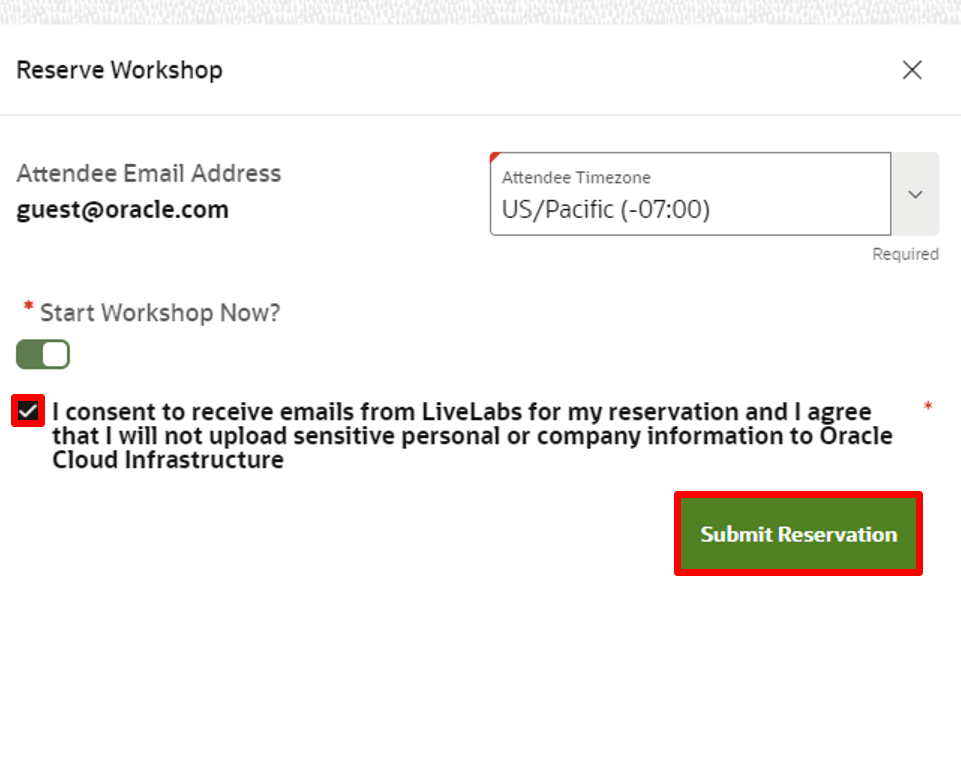 Reserve Workshop
Attendee Email Address
guest@oracle.com
Attendee Timezone
US/Pacific (-07:00)
Required
* Start Workshop Now?
I consent to receive emails from LiveLabs for my reservation and I agree *
that I will not upload sensitive personal or company information to Oracle
Cloud Infrastructure
Submit Reservation